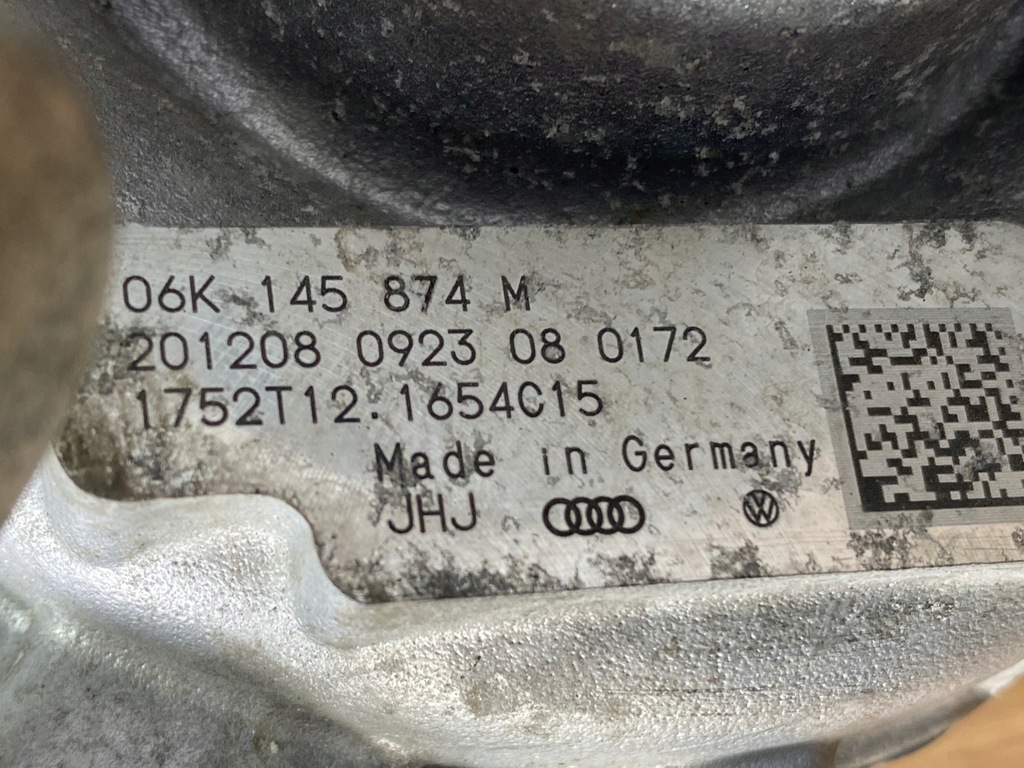 06K 145 874 M
201208 0923 08 0172
1752T12.1654C15
Made in Germany
JHJ